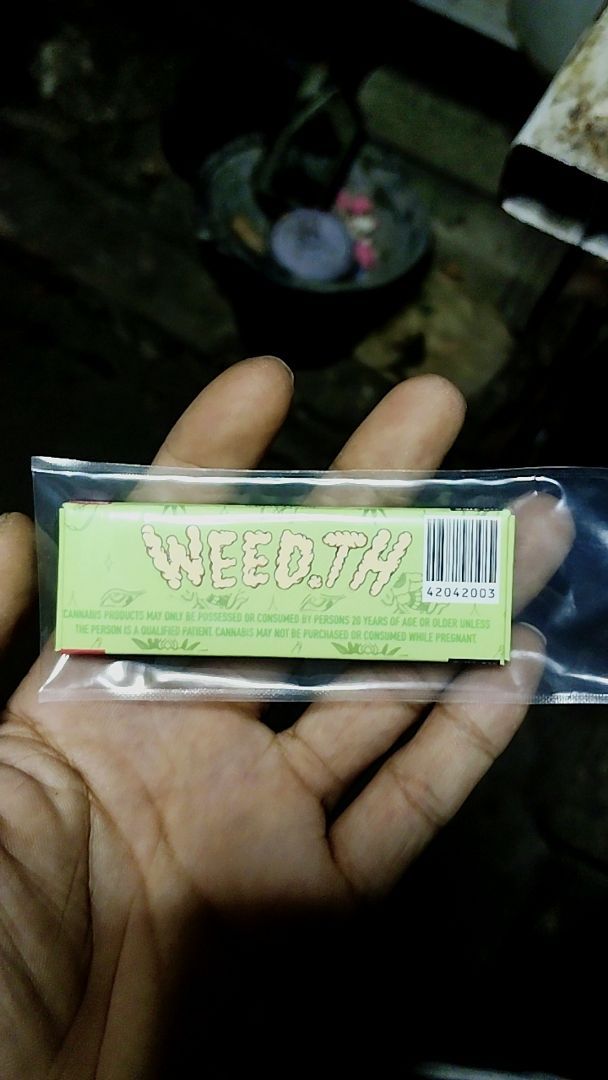 WEED.TH
42042003
CANNABIS PRODUCTS MAY ONLY BE POSSESSED OR CONSUMED BY PERSONS 20 YEARS OF AGE OR OLDER UNLESS
THE PERSON IS A QUALIFIED PATIENT. CANNABIS MAY NOT BE PURCHASED OR CONSUMED WHILE PREGNANT.